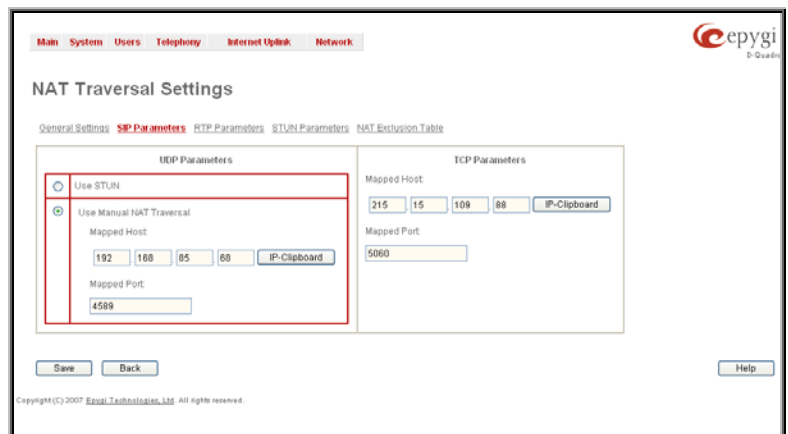 Main System Users Telephony Internet Uplink Network
epygi
D-Quadro
NAT Traversal Settings
General Settings SIP Parameters RTP Parameters STUN Parameters NAT Exclusion Table
UDP Parameters
Use STUN
Use Manual NAT Traversal
Mapped Host:
192 168 85 68 IP-Clipboard
Mapped Port:
4589
TCP Parameters
Mapped Host:
215 15 109 88 IP-Clipboard
Mapped Port:
5060
Save Back Help
Copyright (C) 2007 Epygi Technologies, Ltd. All rights reserved.